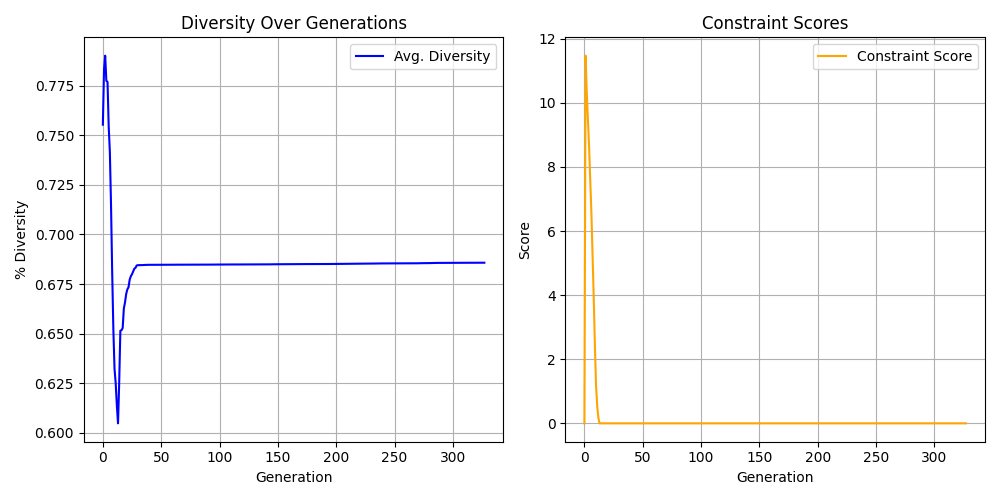 Diversity Over Generations
Avg. Diversity
% Diversity
0.775
0.750
0.725
0.700
0.675
0.650
0.625
0.600
0 50 100 150 200 250 300
Generation
Constraint Scores
Constraint Score
Score
12
10
8
6
4
2
0
0 50 100 150 200 250 300
Generation